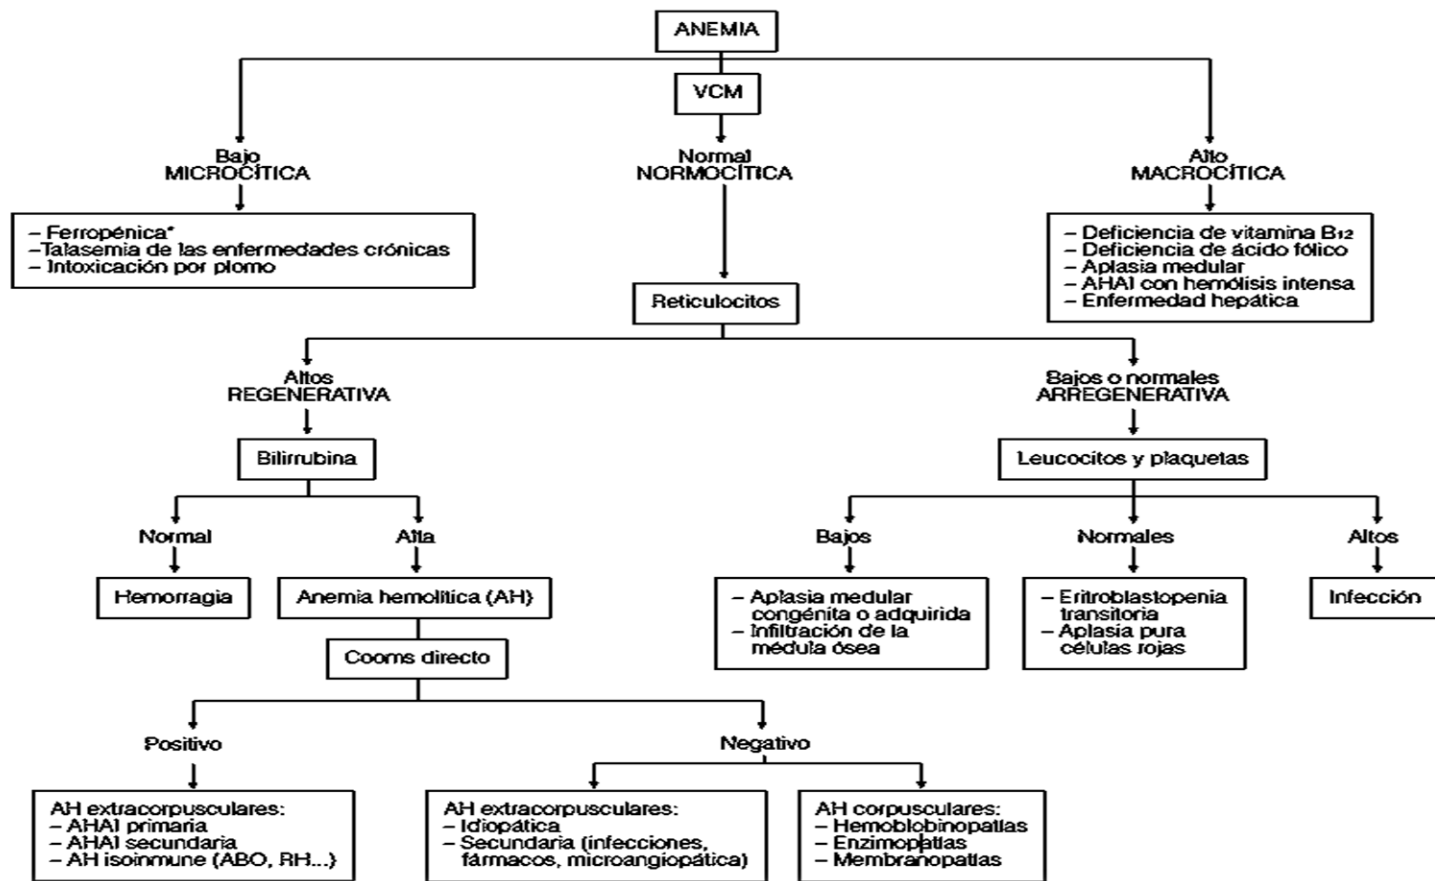 ANEMIA
VCM
Bajo
MICROCÍTICA
Normal
NORMOCÍTICA
Alto
MACROCÍTICA
– Ferropénica*
–Talasemia de las enfermedades crónicas
– Intoxicación por plomo
– Deficiencia de vitamina B₁₂
– Deficiencia de ácido fólico
– Aplasia medular
– AHAI con hemólisis intensa
– Enfermedad hepática
Reticulocitos
Altos
REGENERATIVA
Bajos o normales
ARREGENERATIVA
Bilirrubina
Leucocitos y plaquetas
Normal
Alta
Bajos
Normales
Altos
Hemorragia
Anemia hemolítica (AH)
– Aplasia medular
congénita o adquirida
– Infiltración de la
médula ósea
– Eritroblastopenia
transitoria
– Aplasia pura
células rojas
Infección
Cooms directo
Positivo
Negativo
AH extracorpusculares:
– AHAI primaria
– AHAI secundaria
– AH isoinmune (ABO, RH...)
AH extracorpusculares:
– Idiopática
– Secundaria (infecciones,
fármacos, microangiopática)
AH corpusculares:
– Hemoblobinopatías
– Enzimopatías
– Membranopatías